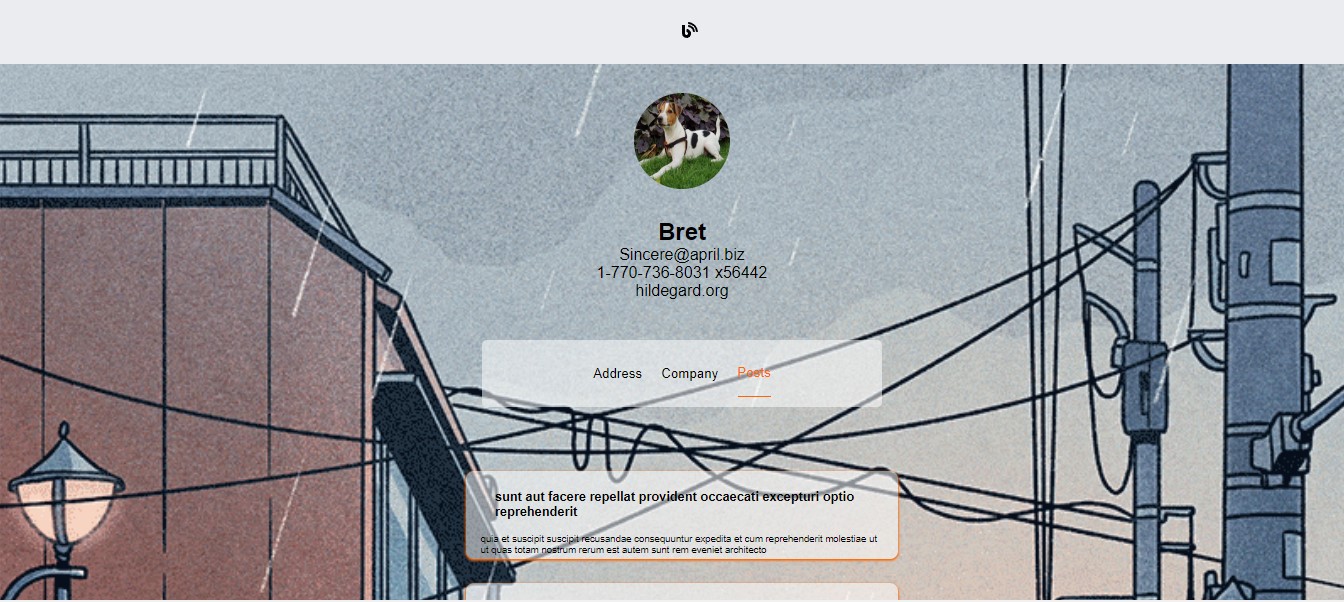 Bret
Sincere@april.biz
1-770-736-8031 x56442
hildegard.org
Address Company Posts
sunt aut facere repellat provident occaecati excepturi optio
reprehenderit
quia et suscipit suscipit recusandae consequuntur expedita et cum reprehenderit molestiae ut
ut quas totam nostrum rerum est autem sunt rem eveniet architecto